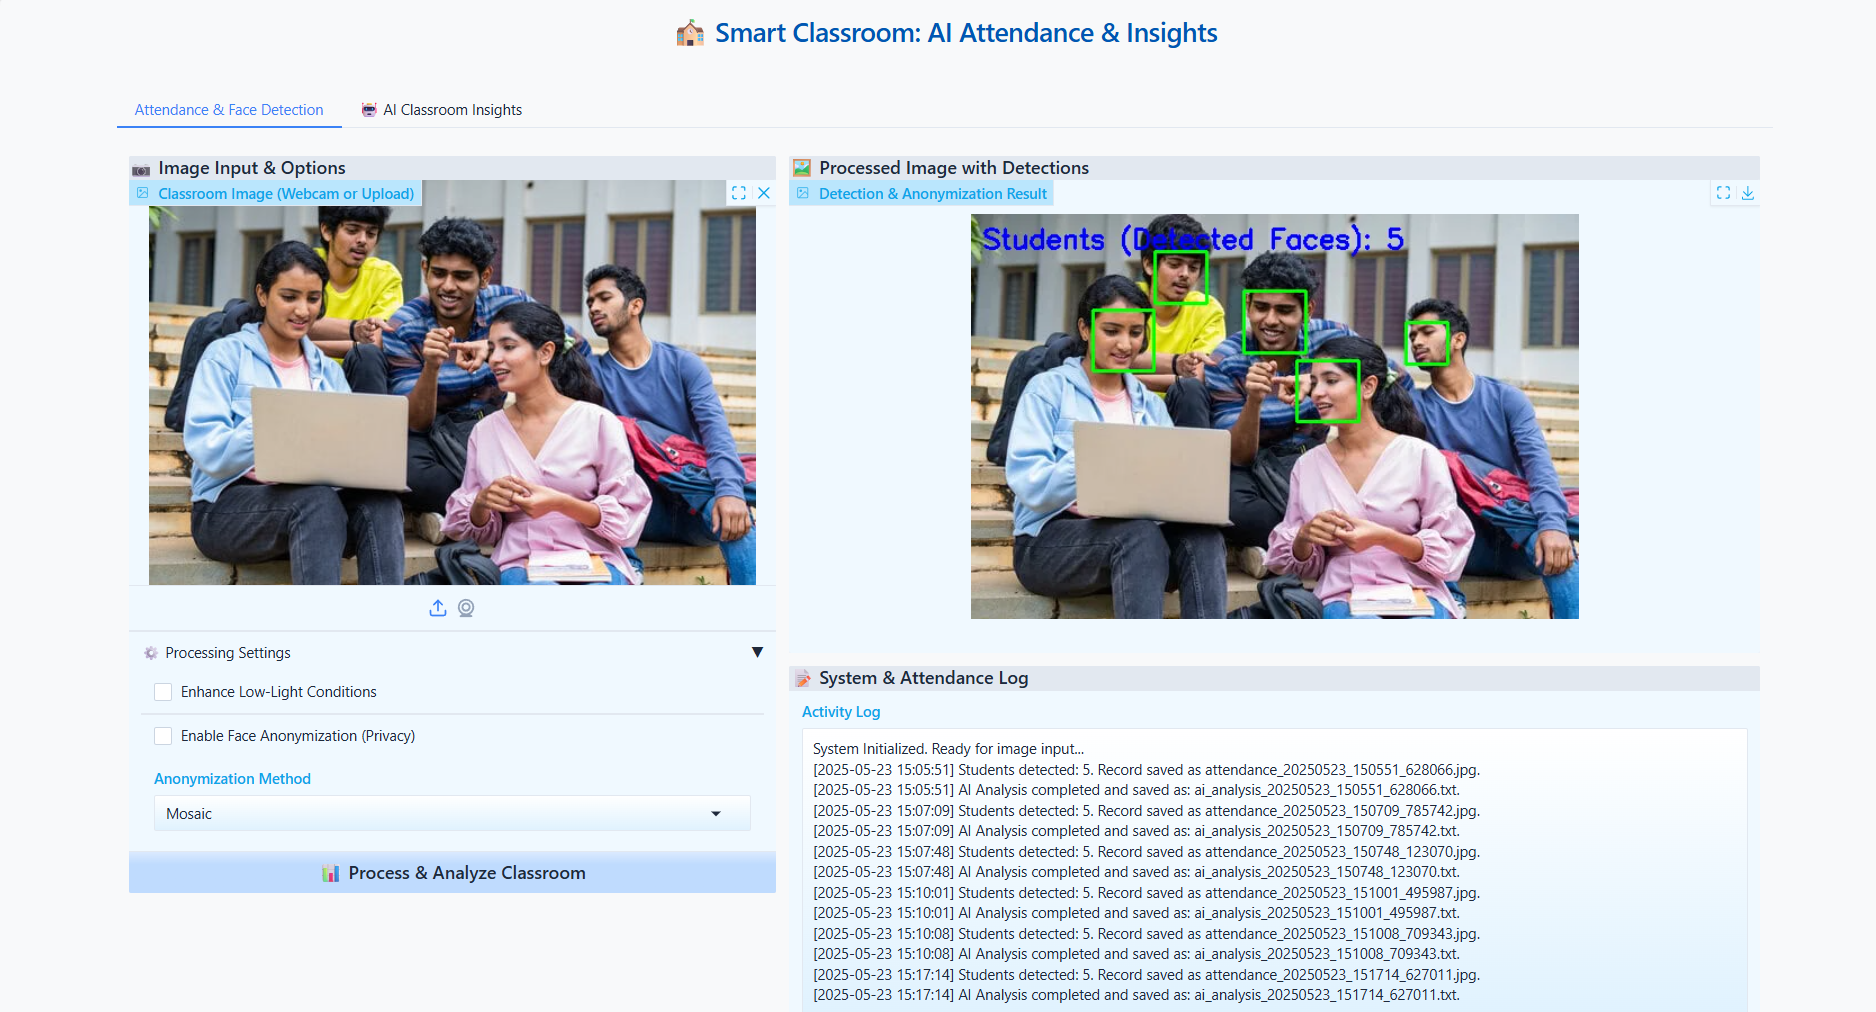 Smart Classroom: AI Attendance & Insights
Attendance & Face Detection
AI Classroom Insights
Image Input & Options
Classroom Image (Webcam or Upload)
Processing Settings
Enhance Low-Light Conditions
Enable Face Anonymization (Privacy)
Anonymization Method
Mosaic
Process & Analyze Classroom
Processed Image with Detections
Detection & Anonymization Result
Students (Detected Faces): 5
System & Attendance Log
Activity Log
System Initialized. Ready for image input...
[2025-05-23 15:05:51] Students detected: 5. Record saved as attendance_20250523_150551_628066.jpg.
[2025-05-23 15:05:51] AI Analysis completed and saved as: ai_analysis_20250523_150551_628066.txt.
[2025-05-23 15:07:09] Students detected: 5. Record saved as attendance_20250523_150709_785742.jpg.
[2025-05-23 15:07:09] AI Analysis completed and saved as: ai_analysis_20250523_150709_785742.txt.
[2025-05-23 15:07:48] Students detected: 5. Record saved as attendance_20250523_150748_123070.jpg.
[2025-05-23 15:07:48] AI Analysis completed and saved as: ai_analysis_20250523_150748_123070.txt.
[2025-05-23 15:10:01] Students detected: 5. Record saved as attendance_20250523_151001_495987.jpg.
[2025-05-23 15:10:01] AI Analysis completed and saved as: ai_analysis_20250523_151001_495987.txt.
[2025-05-23 15:10:08] Students detected: 5. Record saved as attendance_20250523_151008_709343.jpg.
[2025-05-23 15:10:08] AI Analysis completed and saved as: ai_analysis_20250523_151008_709343.txt.
[2025-05-23 15:17:14] Students detected: 5. Record saved as attendance_20250523_151714_627011.jpg.
[2025-05-23 15:17:14] AI Analysis completed and saved as: ai_analysis_20250523_151714_627011.txt.